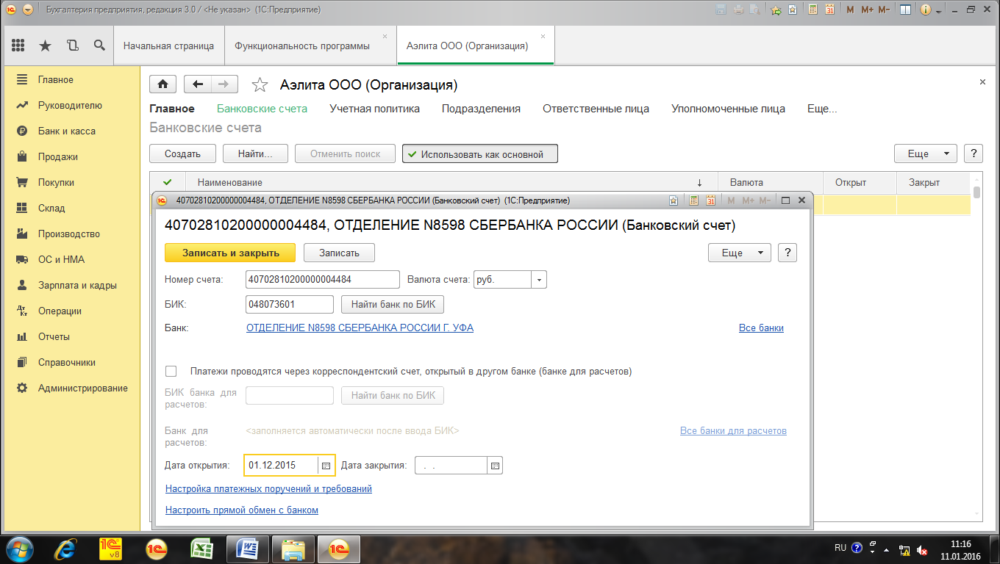 Бухгалтерия предприятия, редакция 3.0 / <Не указан> (1С:Предприятие)
M M+ M-
Начальная страница
Функциональность программы
Аэлита ООО (Организация)
Главное
Руководителю
Банк и касса
Продажи
Покупки
Склад
Производство
ОС и НМА
Зарплата и кадры
Операции
Отчеты
Справочники
Администрирование
Аэлита ООО (Организация)
Главное Банковские счета Учетная политика Подразделения Ответственные лица Уполномоченные лица Еще...
Банковские счета
Создать Найти... Отменить поиск Использовать как основной Еще ?
Наименование ↓ Валюта Открыт Закрыт
40702810200000004484, ОТДЕЛЕНИЕ N8598 СБЕРБАНКА РОССИИ (Банковский счет) (1С:Предприятие) 31 M M+ M-
40702810200000004484, ОТДЕЛЕНИЕ N8598 СБЕРБАНКА РОССИИ (Банковский счет)
Записать и закрыть Записать Еще ?
Номер счета: 40702810200000004484 Валюта счета: руб.
БИК: 048073601 Найти банк по БИК
Банк: ОТДЕЛЕНИЕ N8598 СБЕРБАНКА РОССИИ Г. УФА Все банки
Платежи проводятся через корреспондентский счет, открытый в другом банке (банке для расчетов)
БИК банка для
расчетов:
Найти банк по БИК
Банк для
расчетов:
<заполняется автоматически после ввода БИК> Все банки для расчетов
Дата открытия: 01.12.2015 Дата закрытия: . .
Настройка платежных поручений и требований
Настроить прямой обмен с банком
RU
11:16
11.01.2016